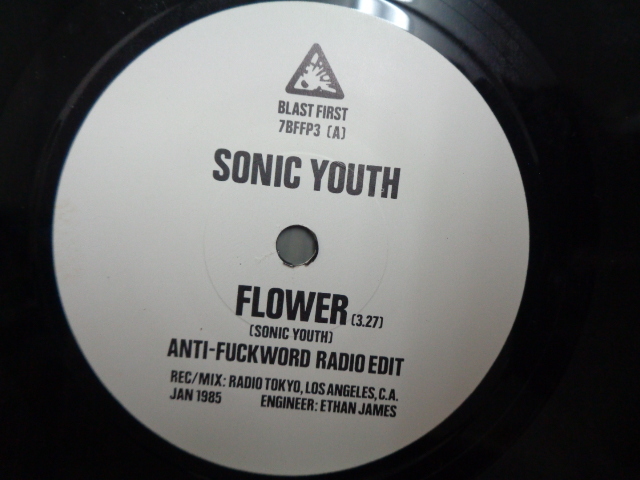 BLAST FIRST
7BFFP3 (A)
SONIC YOUTH
FLOWER (3.27)
(SONIC YOUTH)
ANTI-FUCKWORD RADIO EDIT
REC/MIX: RADIO TOKYO, LOS ANGELES, C.A.
JAN 1985 ENGINEER: ETHAN JAMES